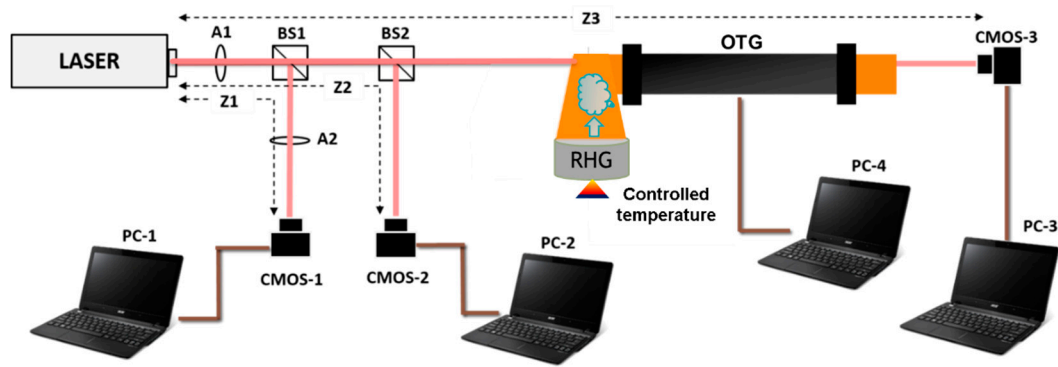 Z3
A1
BS1
BS2
OTG
CMOS-3
LASER
Z2
Z1
A2
RHG
PC-4
Controlled
temperature
PC-1
CMOS-1
CMOS-2
PC-2
PC-3